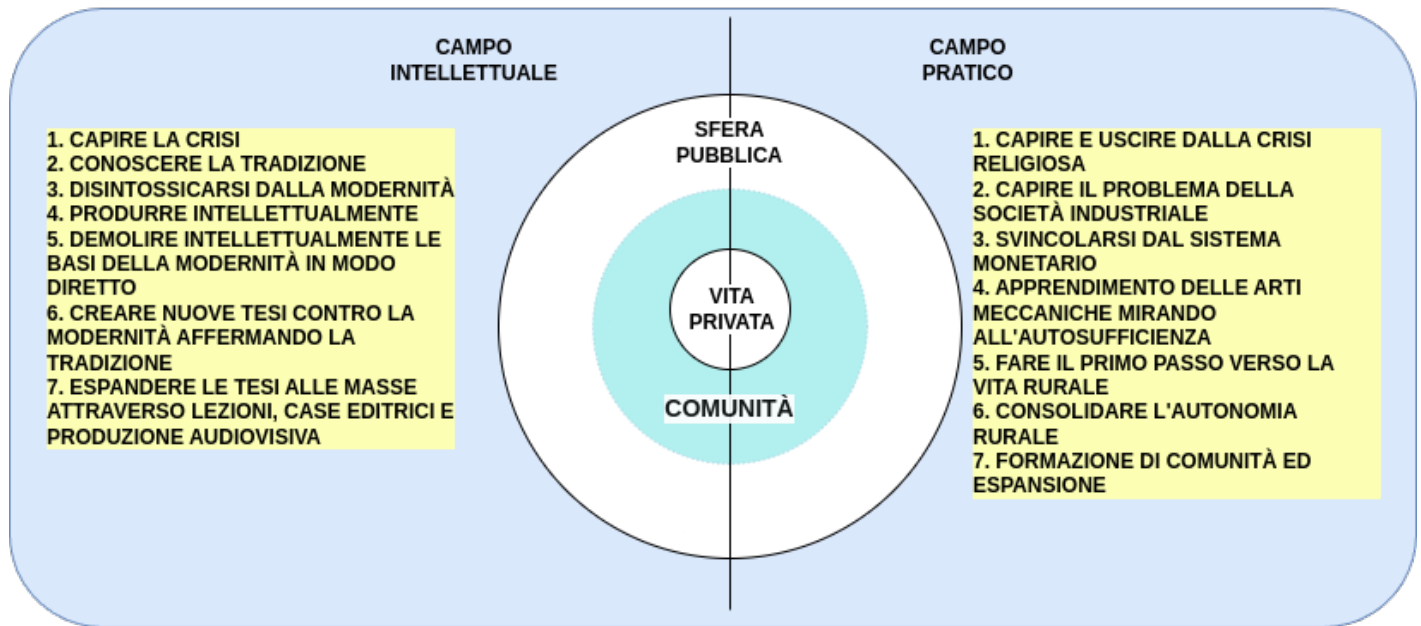 CAMPO
INTELLETTUALE
CAMPO
PRATICO
1. CAPIRE LA CRISI
2. CONOSCERE LA TRADIZIONE
3. DISINTOSSICARSI DALLA MODERNITÀ
4. PRODURRE INTELLETTUALMENTE
5. DEMOLIRE INTELLETTUALMENTE LE
BASI DELLA MODERNITÀ IN MODO
DIRETTO
6. CREARE NUOVE TESI CONTRO LA
MODERNITÀ AFFERMANDO LA
TRADIZIONE
7. ESPANDERE LE TESI ALLE MASSE
ATTRAVERSO LEZIONI, CASE EDITRICI E
PRODUZIONE AUDIOVISIVA
SFERA
PUBBLICA
VITA
PRIVATA
COMUNITÀ
1. CAPIRE E USCIRE DALLA CRISI
RELIGIOSA
2. CAPIRE IL PROBLEMA DELLA
SOCIETÀ INDUSTRIALE
3. SVINCOLARSI DAL SISTEMA
MONETARIO
4. APPRENDIMENTO DELLE ARTI
MECCANICHE MIRANDO
ALL'AUTOSUFFICIENZA
5. FARE IL PRIMO PASSO VERSO LA
VITA RURALE
6. CONSOLIDARE L'AUTONOMIA
RURALE
7. FORMAZIONE DI COMUNITÀ ED
ESPANSIONE